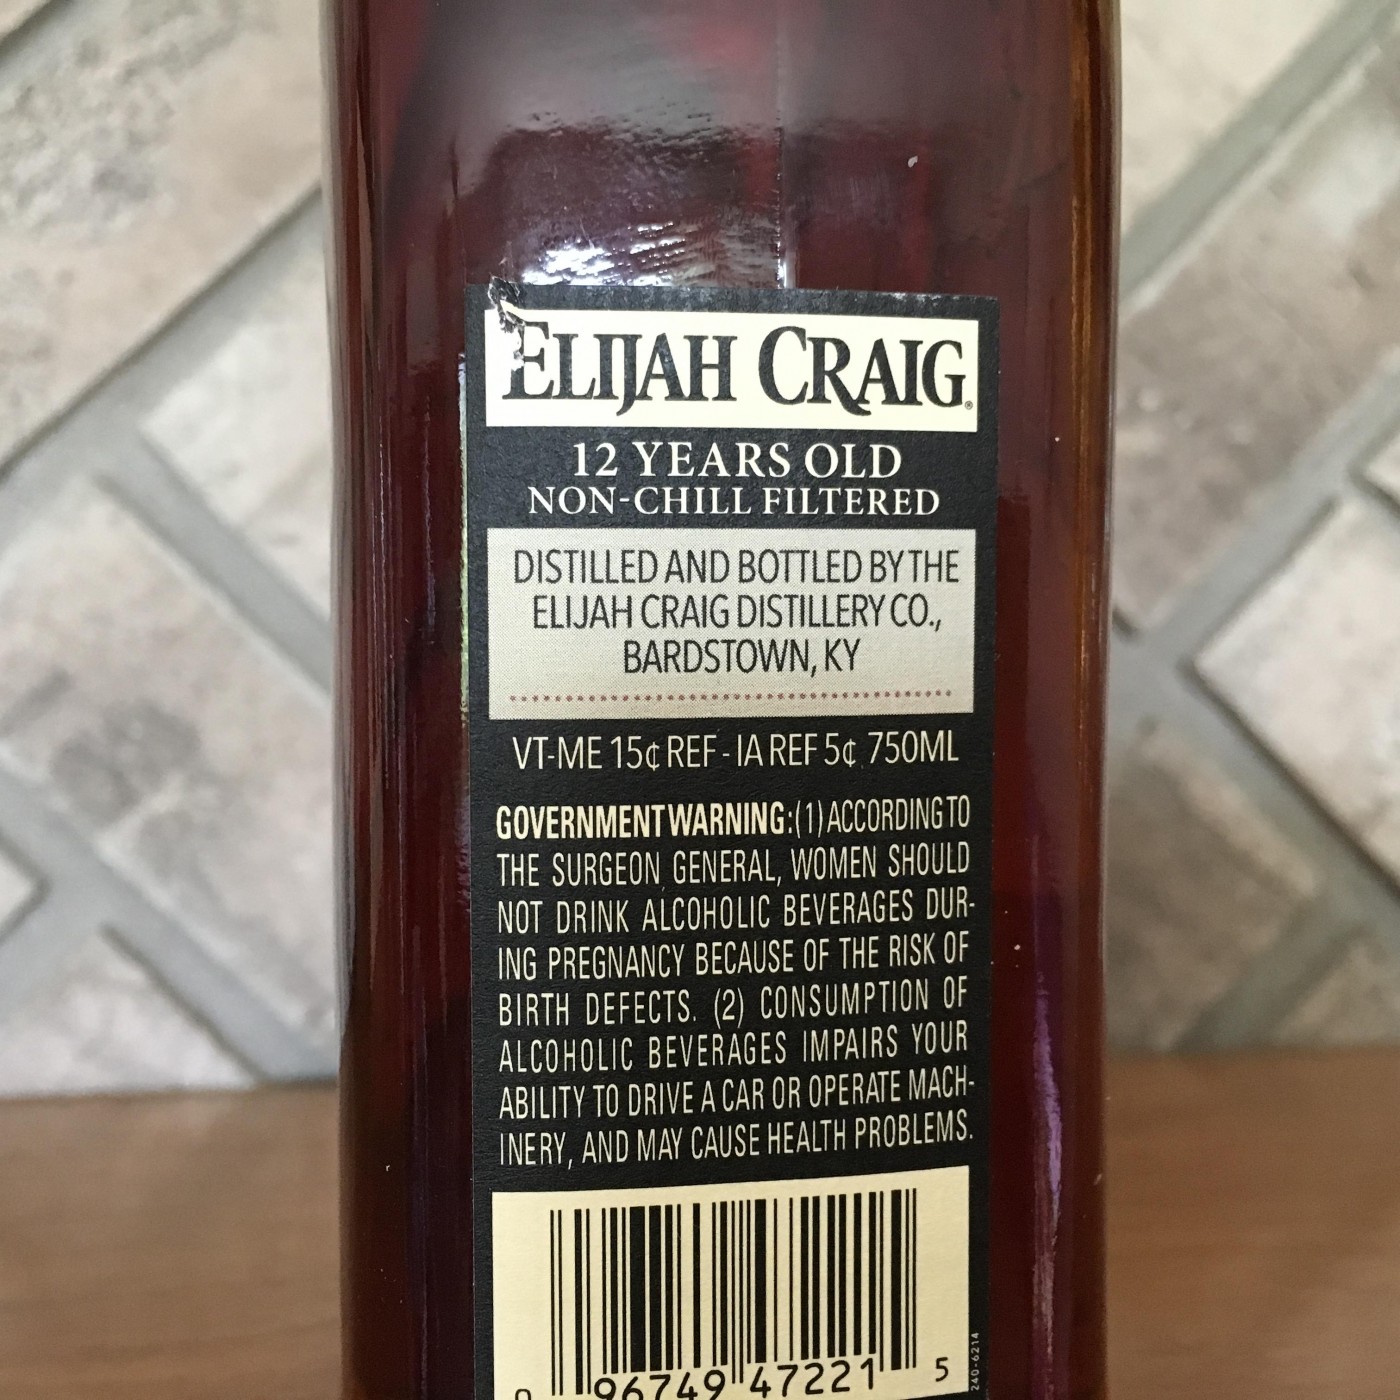 ELIJAH CRAIG®
12 YEARS OLD
NON-CHILL FILTERED
DISTILLED AND BOTTLED BY THE
ELIJAH CRAIG DISTILLERY CO.,
BARDSTOWN, KY
VT-ME 15¢ REF - IA REF 5¢ 750ML
GOVERNMENT WARNING: (1) ACCORDING TO
THE SURGEON GENERAL, WOMEN SHOULD
NOT DRINK ALCOHOLIC BEVERAGES DUR-
ING PREGNANCY BECAUSE OF THE RISK OF
BIRTH DEFECTS. (2) CONSUMPTION OF
ALCOHOLIC BEVERAGES IMPAIRS YOUR
ABILITY TO DRIVE A CAR OR OPERATE MACH-
INERY, AND MAY CAUSE HEALTH PROBLEMS.
0 96749 47221 5
240-6214